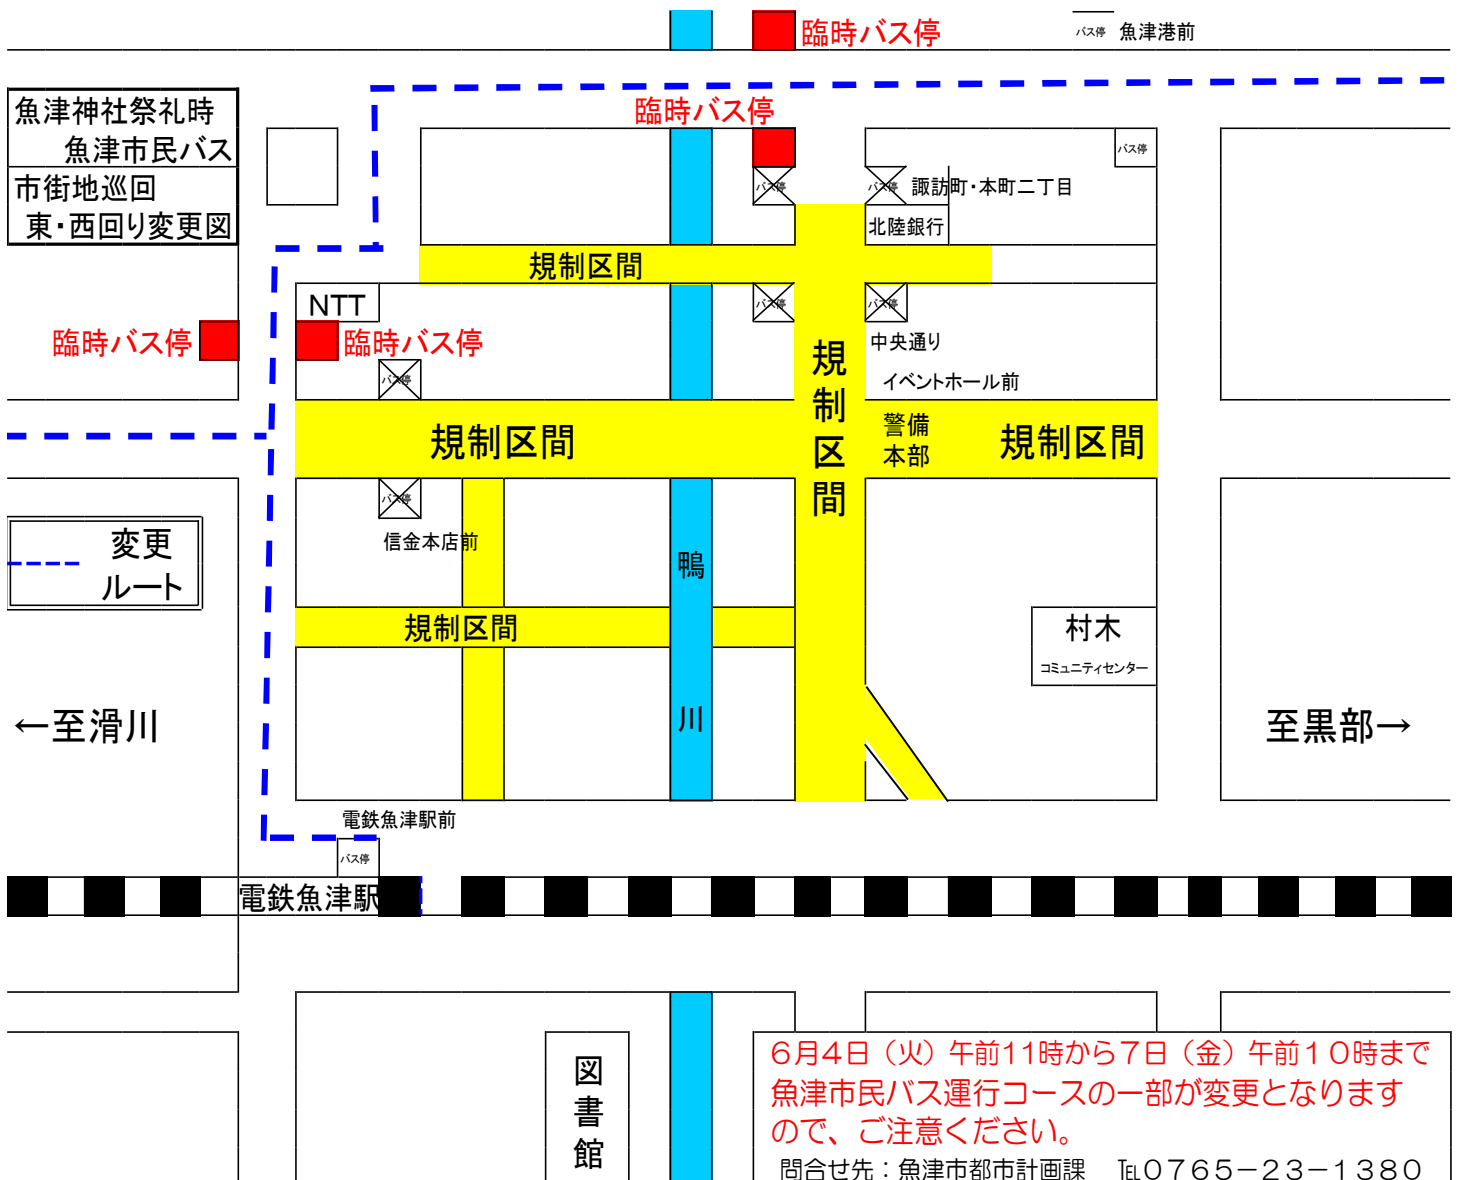 臨時バス停
バス停 魚津港前
魚津神社祭礼時
魚津市民バス
市街地巡回
東・西回り変更図
臨時バス停
バス停
バス停
バス停
諏訪町・本町二丁目
北陸銀行
規制区間
NTT
バス停
バス停
臨時バス停
臨時バス停
中央通り
バス停
イベントホール前
規制区間
規制区間
警備
本部
規制区間
バス停
信金本店前
変更
ルート
鴨川
規制区間
村木
コミュニティセンター
←至滑川
至黒部→
電鉄魚津駅前
バス停
電鉄魚津駅
図書館
6月4日（火）午前11時から7日（金）午前10時まで
魚津市民バス運行コースの一部が変更となります
ので、ご注意ください。
問合せ先：魚津市都市計画課 ℡0765－23－1380